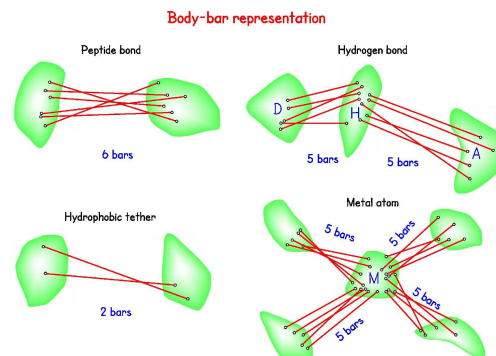 Body-bar representation
Peptide bond
6 bars
Hydrogen bond
D
H
A
5 bars
5 bars
Hydrophobic tether
2 bars
Metal atom
5 bars
5 bars
M
5 bars
5 bars